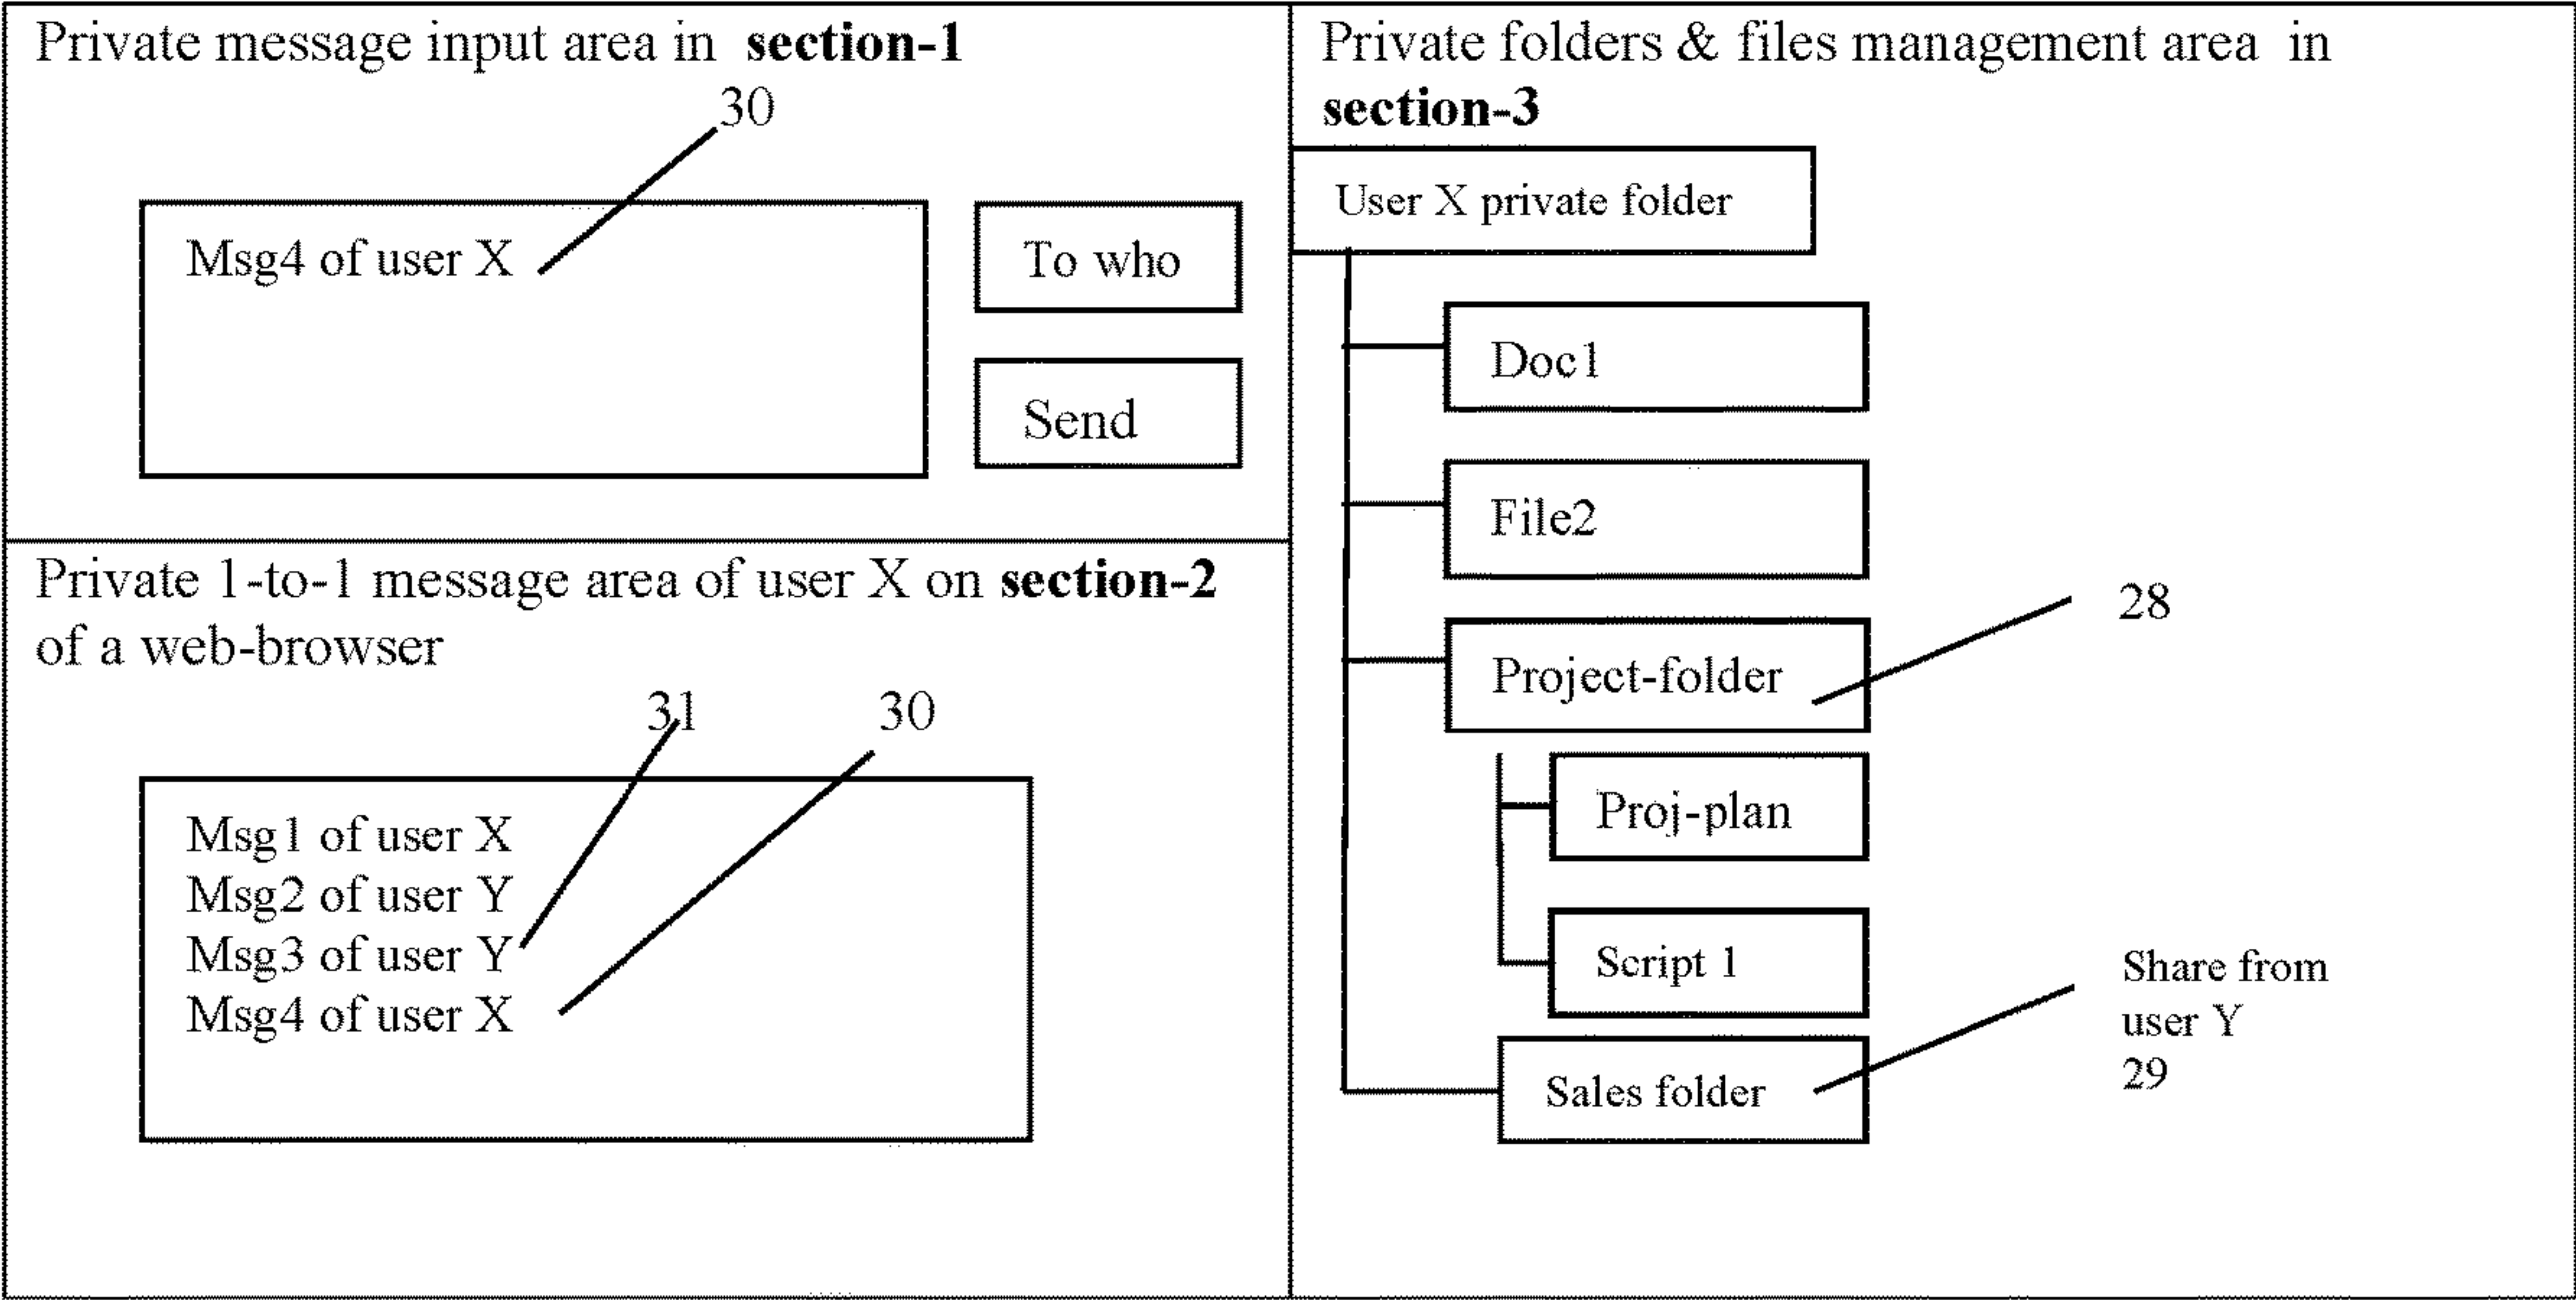 Private message input area in section-1
30
Msg4 of user X
To who
Send
Private 1-to-1 message area of user X on section-2
of a web-browser
31
30
Msg1 of user X
Msg2 of user Y
Msg3 of user Y
Msg4 of user X
Private folders & files management area in
section-3
User X private folder
Doc1
File2
Project-folder
28
Proj-plan
Script 1
Sales folder
Share from
user Y
29